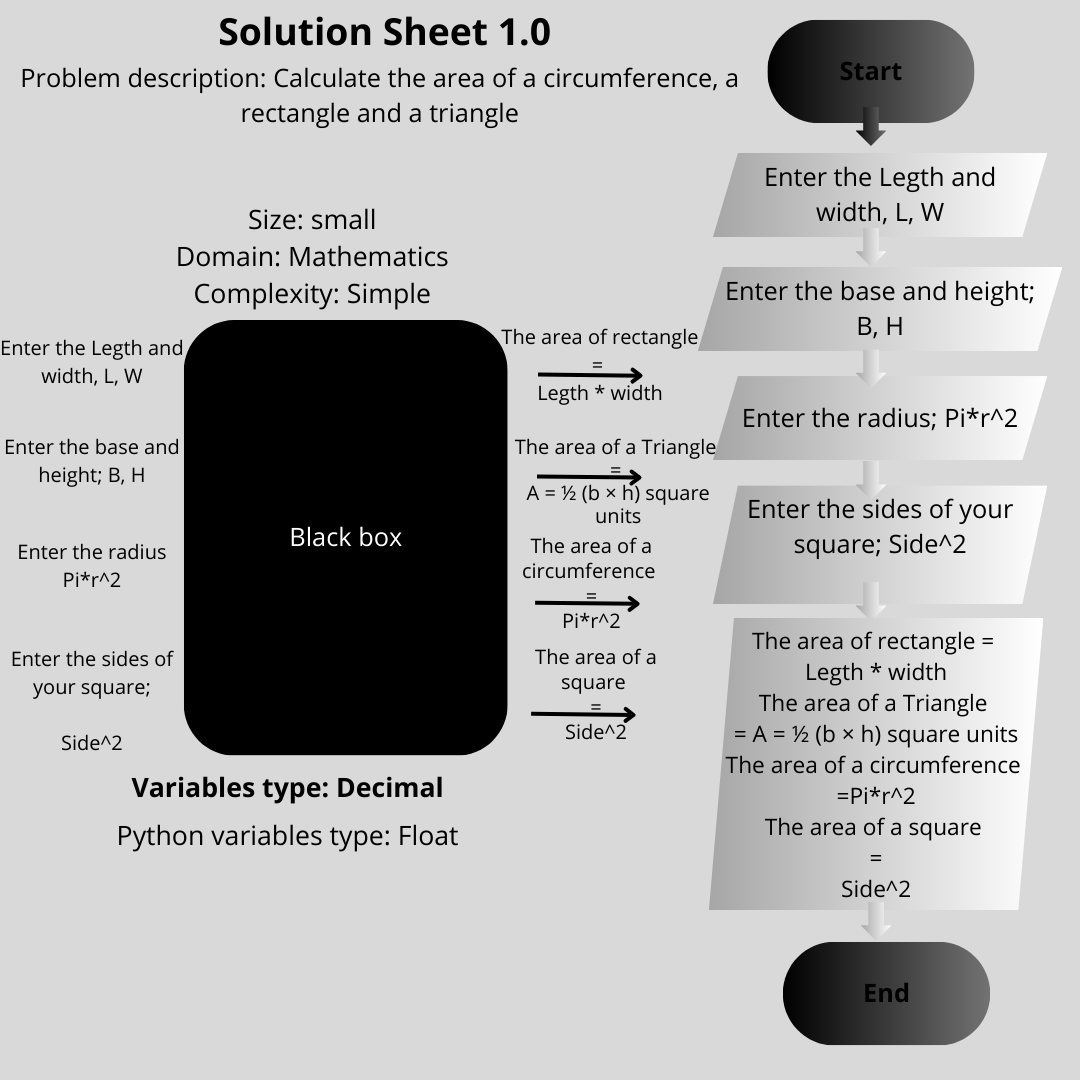 Solution Sheet 1.0
Problem description: Calculate the area of a circumference, a
rectangle and a triangle
Size: small
Domain: Mathematics
Complexity: Simple
Enter the Legth and
width, L, W
Enter the base and
height; B, H
Enter the radius
Pi*r^2
Enter the sides of
your square;
Side^2
Black box
The area of rectangle
=
Legth * width
The area of a Triangle
=
A = ½ (b × h) square
units
The area of a
circumference
=
Pi*r^2
The area of a
square
=
Side^2
Variables type: Decimal
Python variables type: Float
Start
Enter the Legth and
width, L, W
Enter the base and height;
B, H
Enter the radius; Pi*r^2
Enter the sides of your
square; Side^2
The area of rectangle =
Legth * width
The area of a Triangle
= A = ½ (b × h) square units
The area of a circumference
=Pi*r^2
The area of a square
=
Side^2
End